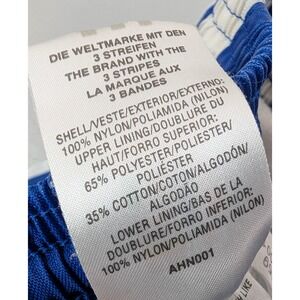 DIE WELTMARKE MIT DEN
3 STREIFEN
THE BRAND WITH THE
3 STRIPES
LA MARQUE AUX
3 BANDES
SHELL/VESTE/EXTERIOR/EXTERNO:
100% NYLON/POLIAMIDA (NILON)
UPPER LINING/DOUBLURE DU
HAUT/FORRO SUPERIOR:
65% POLYESTER/POLIESTER/
POLIÉSTER
35% COTTON/COTON/ALGODÓN/
ALGODÃO
LOWER LINING/BAS DE LA
DOUBLURE/FORRO INFERIOR:
100% NYLON/POLIAMIDA (NILON)
AHN001